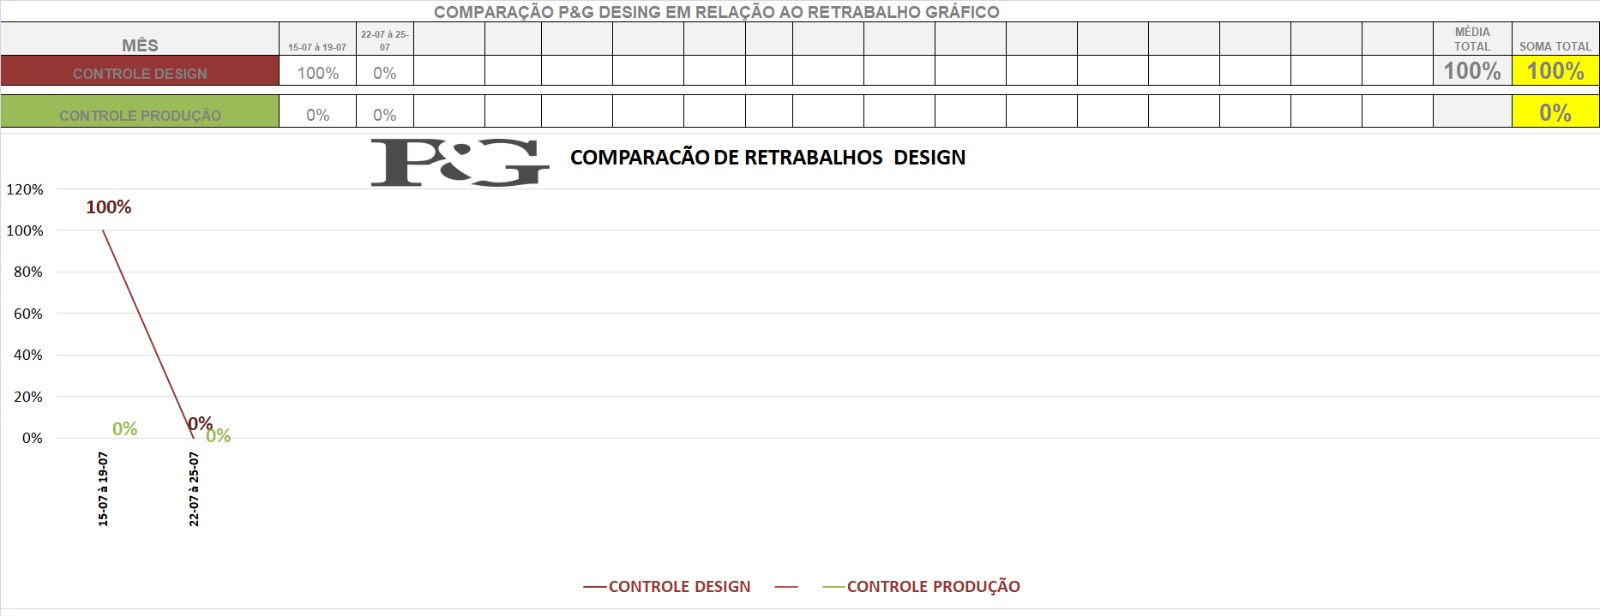 COMPARAÇÃO P&G DESING EM RELAÇÃO AO RETRABALHO GRÁFICO
MÊS 15-07 à 19-07 22-07 à 25-07 MÉDIA TOTAL SOMA TOTAL
CONTROLE DESIGN 100% 0% 100% 100%
CONTROLE PRODUÇÃO 0% 0% 0%
P&G COMPARACÃO DE RETRABALHOS DESIGN
120%
100%
100%
80%
60%
40%
20%
0%
0%
0%
0%
15-07 à 19-07
22-07 à 25-07
CONTROLE DESIGN CONTROLE PRODUÇÃO